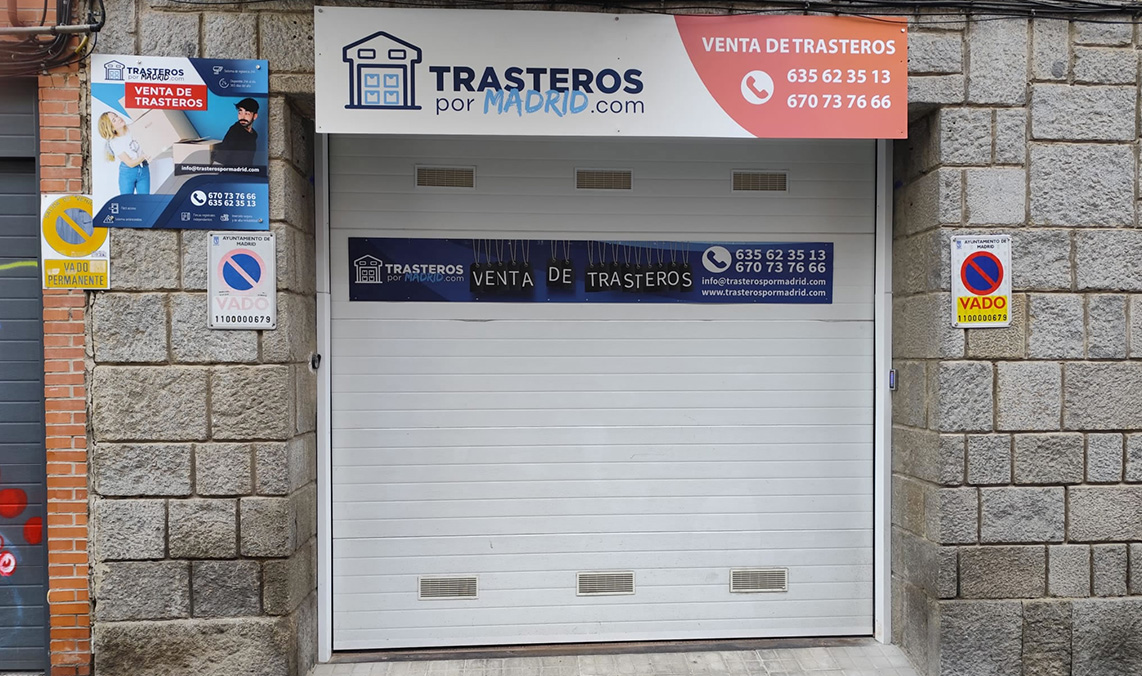 TRASTEROS
por MADRID.com
VENTA DE TRASTEROS
635 62 35 13
670 73 76 66
TRASTEROS
por MADRID.com
VENTA DE
TRASTEROS
info@trasterospormadrid.com
670 73 76 66
635 62 35 13
VADO
PERMANENTE
AYUNTAMIENTO DE
MADRID
VADO
1100000679
TRASTEROS
por MADRID.com
VENTA DE TRASTEROS
635 62 35 13
670 73 76 66
info@trasterospormadrid.com
www.trasterospormadrid.com
AYUNTAMIENTO DE
MADRID
VADO
1100000679